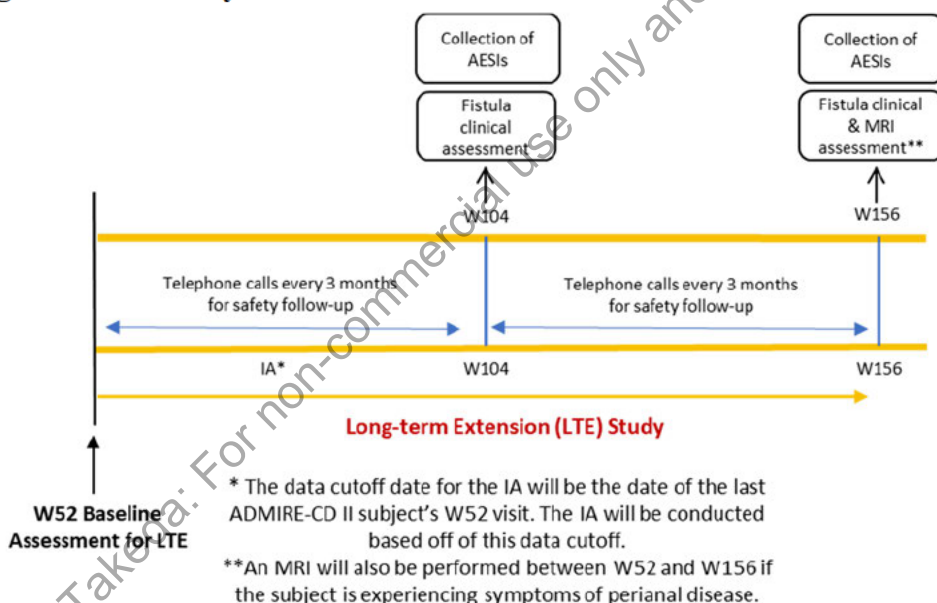 Collection of
AESIs
Collection of
AESIs
Fistula
clinical
assessment
Fistula clinical
& MRI
assessment**
W104
W156
Telephone calls every 3 months
for safety follow-up
Telephone calls every 3 months
for safety follow-up
IA*
W104
W156
Long-term Extension (LTE) Study
W52 Baseline
Assessment for LTE
* The data cutoff date for the IA will be the date of the last
ADMIRE-CD II subject's W52 visit. The IA will be conducted
based off of this data cutoff.
**An MRI will also be performed between W52 and W156 if
the subject is experiencing symptoms of perianal disease.
Takeda: For non-commercial use only and